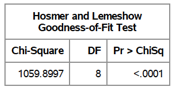 Hosmer and Lemeshow
Goodness-of-Fit Test
Chi-Square DF Pr > ChiSq
1059.8997 8 <.0001